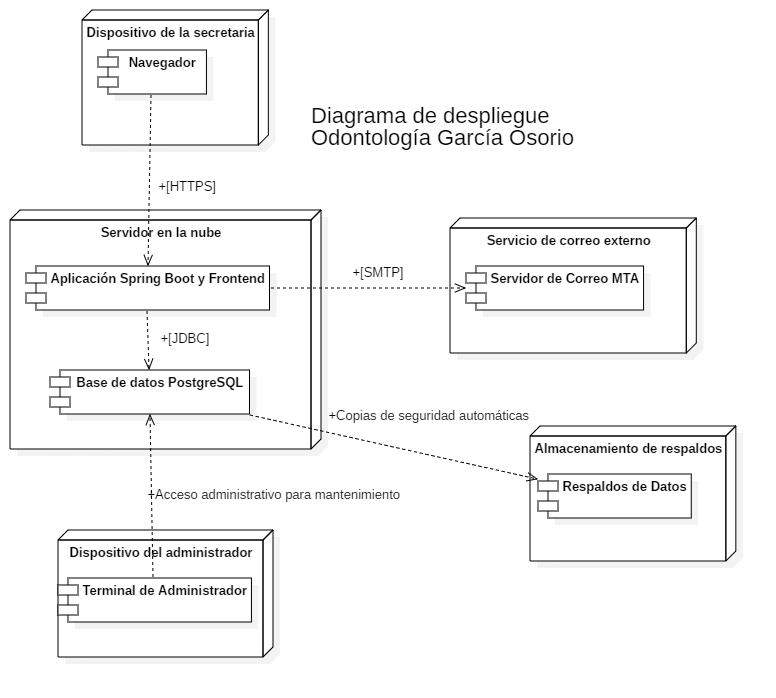 Dispositivo de la secretaria
Navegador
Diagrama de despliegue
Odontología García Osorio
+[HTTPS]
Servidor en la nube
Aplicación Spring Boot y Frontend
+[SMTP]
Servicio de correo externo
Servidor de Correo MTA
+[JDBC]
Base de datos PostgreSQL
+Copias de seguridad automáticas
Almacenamiento de respaldos
Respaldos de Datos
+Acceso administrativo para mantenimiento
Dispositivo del administrador
Terminal de Administrador